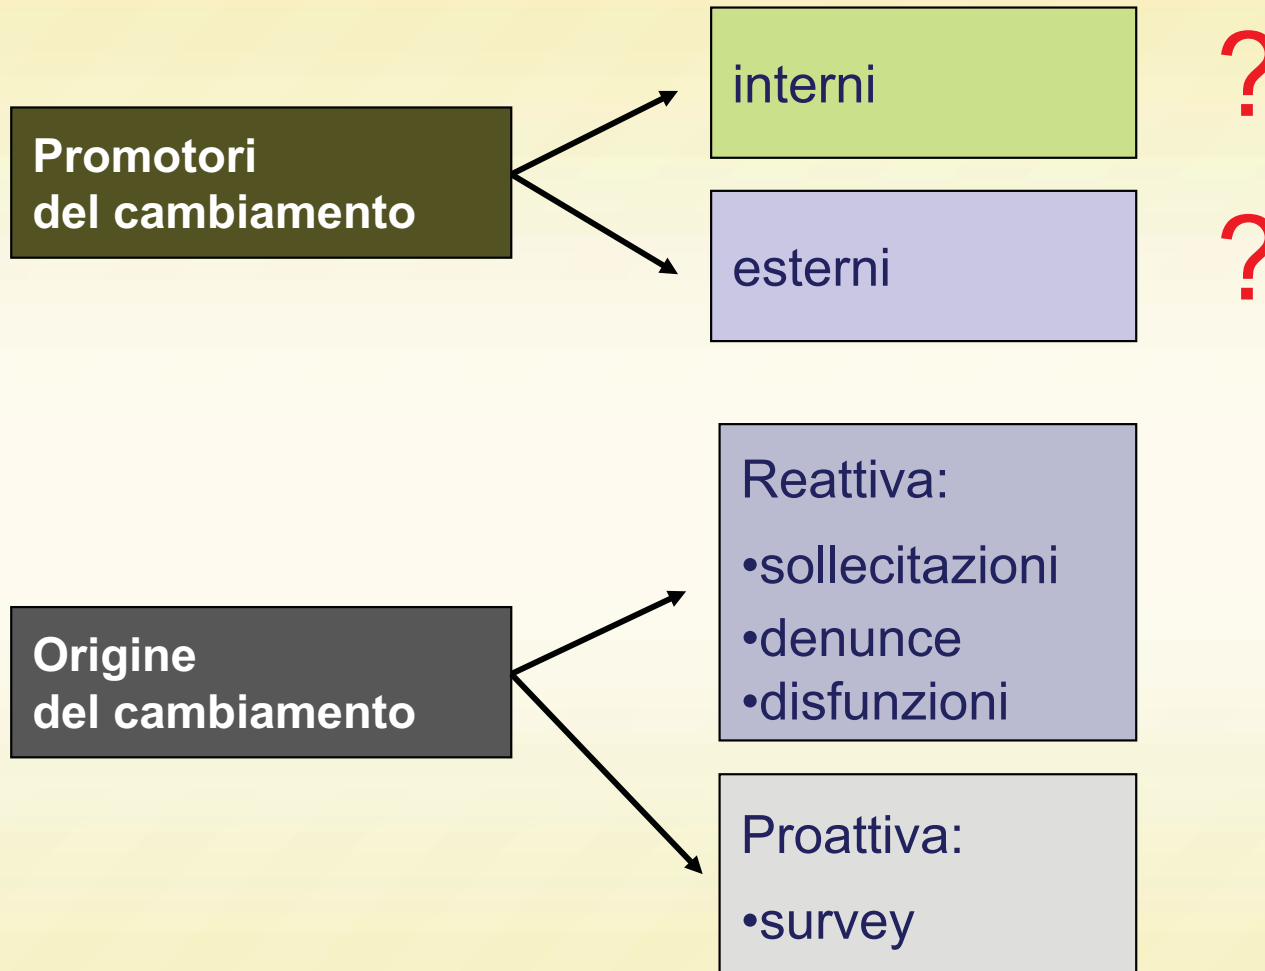 Promotori
del cambiamento
interni
?
esterni
?
Origine
del cambiamento
Reattiva:
•sollecitazioni
•denunce
•disfunzioni
Proattiva:
•survey